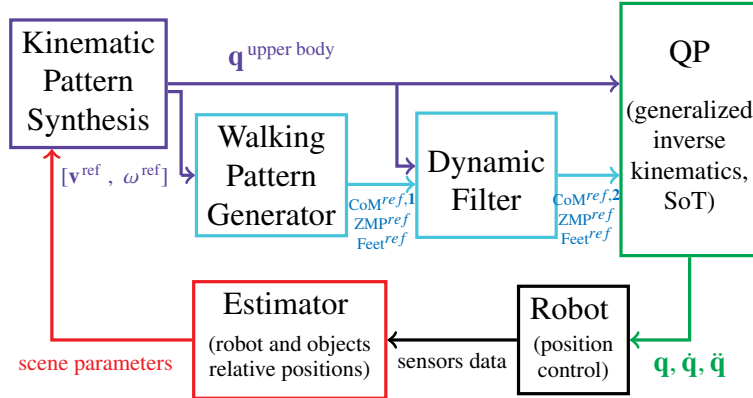 Kinematic
Pattern
Synthesis
q upper body
QP
(generalized
inverse
kinematics,
SoT)
[v ref , ω ref]
Walking
Pattern
Generator
CoM ref,1
ZMP ref
Feet ref
Dynamic
Filter
CoM ref,2
ZMP ref
Feet ref
Estimator
(robot and objects
relative positions)
Robot
(position
control)
scene parameters
sensors data
q, q̇, q̈